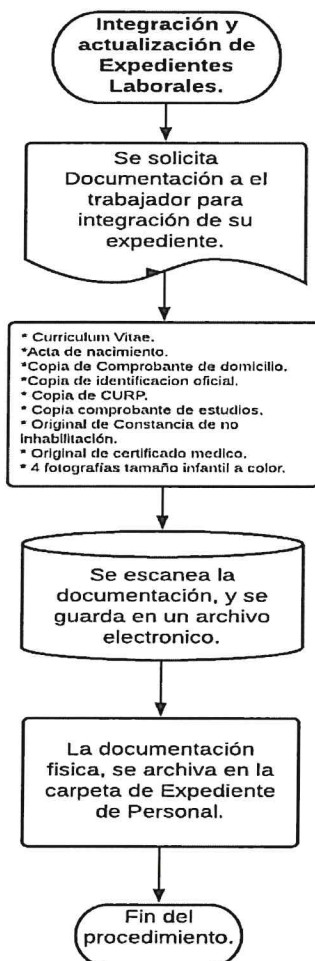 Integración y
actualización de
Expedientes
Laborales.
Se solicita
Documentación a el
trabajador para
integración de su
expediente.
* Curriculum Vitae.
*Acta de nacimiento.
*Copia de Comprobante de domicilio.
*Copia de identificacion oficial.
* Copia de CURP.
* Copia comprobante de estudios.
* Original de Constancia de no
inhabilitación.
* Original de certificado medico.
* 4 fotografías tamaño infantil a color.
Se escanea la
documentación, y se
guarda en un archivo
electronico.
La documentación
fisica, se archiva en la
carpeta de Expediente
de Personal.
Fin del
procedimiento.